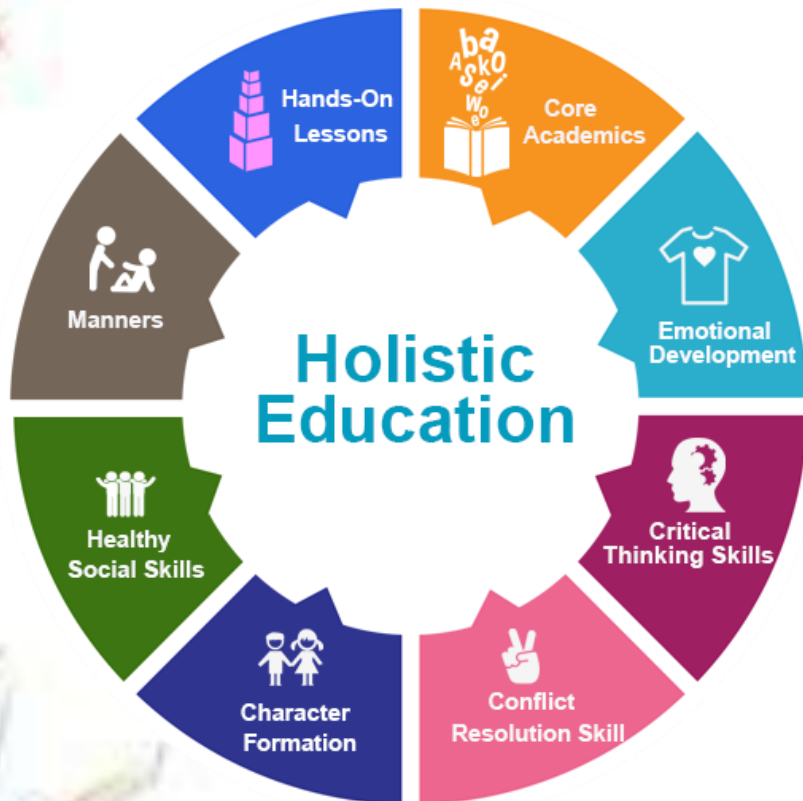 Holistic
Education
Core
Academics
Emotional
Development
Critical
Thinking Skills
Conflict
Resolution Skill
Character
Formation
Healthy
Social Skills
Manners
Hands-On
Lessons